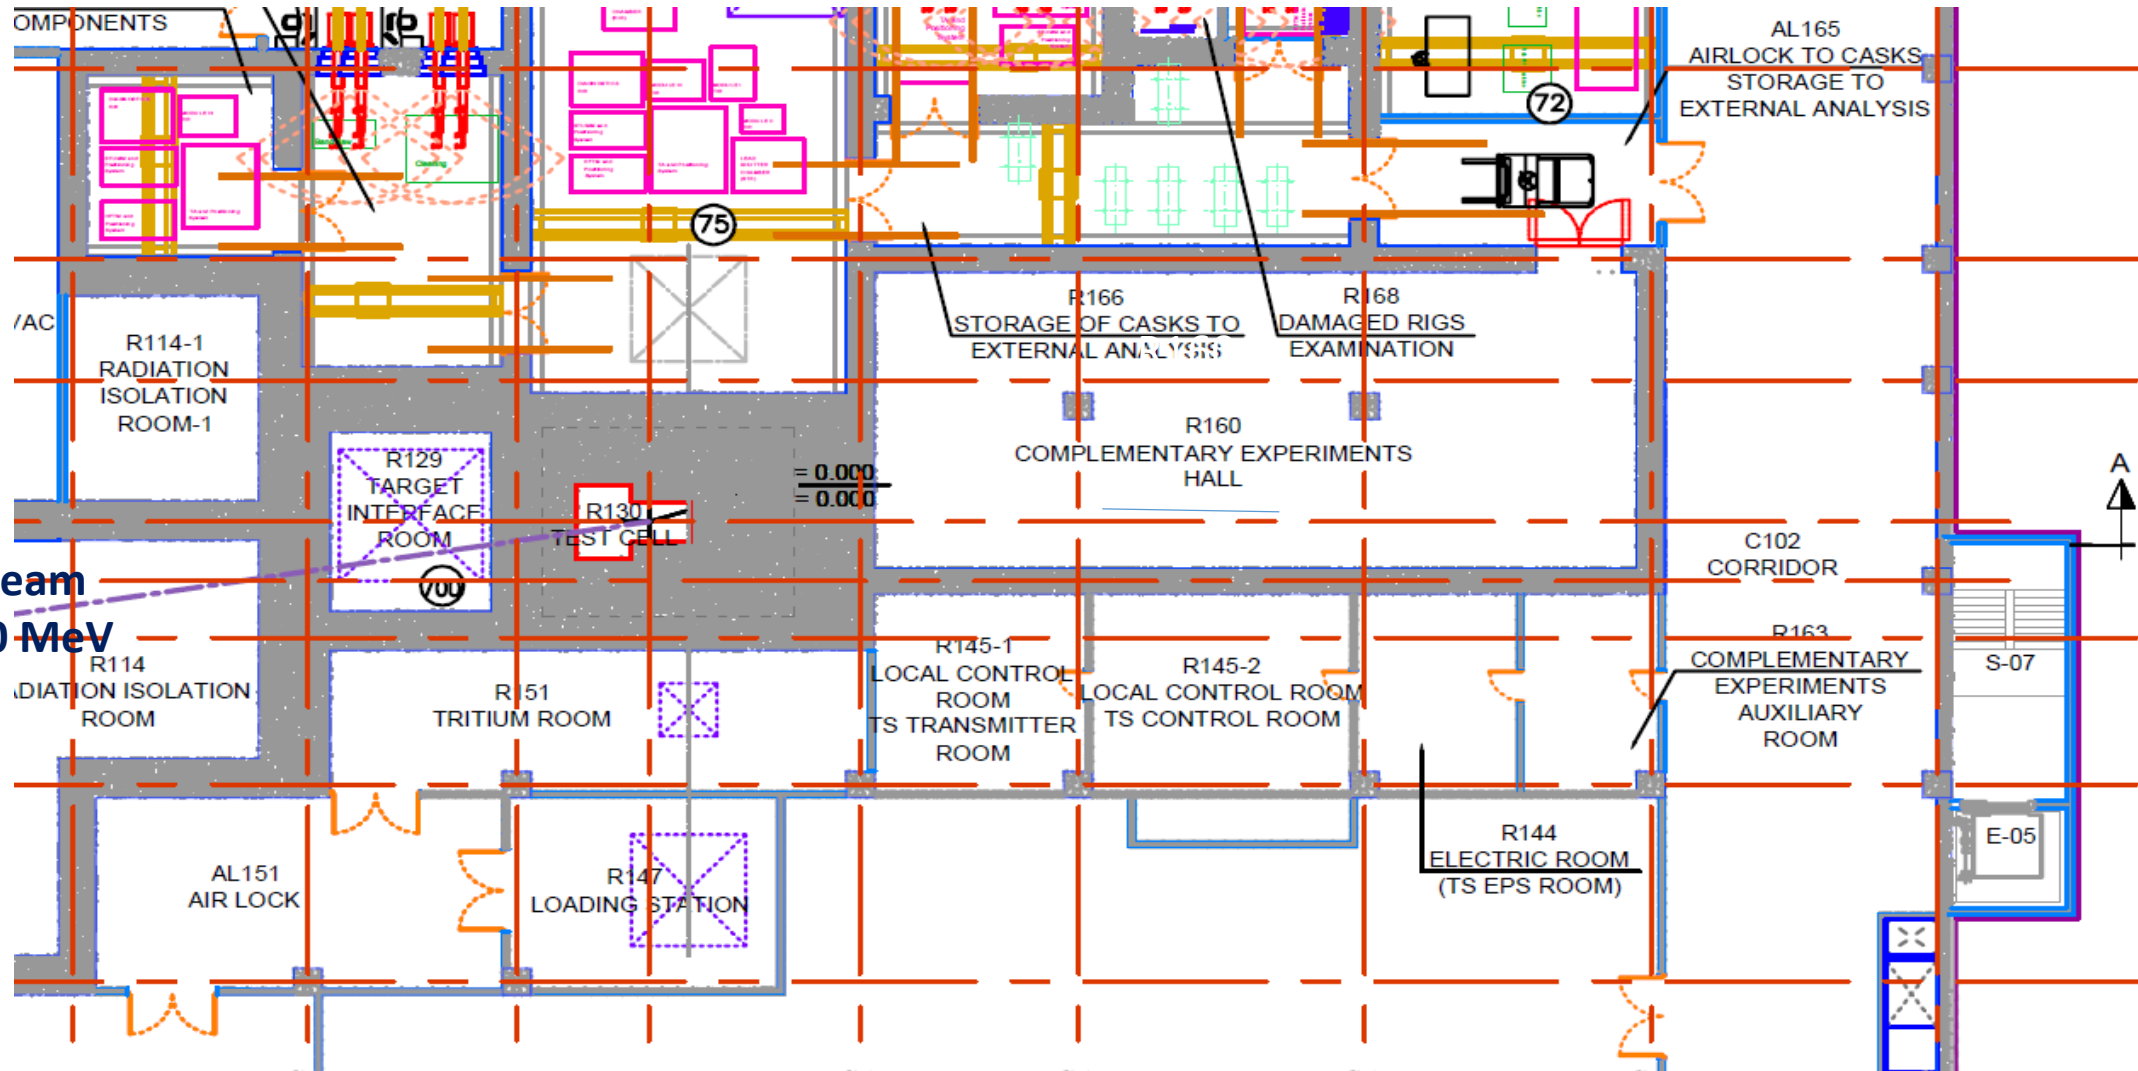 OMPONENTS
AL165
AIRLOCK TO CASKS
STORAGE TO
EXTERNAL ANALYSIS
72
Cleaning
75
VAC
R114-1
RADIATION
ISOLATION
ROOM-1
R166
STORAGE OF CASKS TO
EXTERNAL ANALYSIS
R168
DAMAGED RIGS
EXAMINATION
R160
COMPLEMENTARY EXPERIMENTS
HALL
R129
TARGET
INTERFACE
ROOM
700
R130
TEST CELL
= 0.000
= 0.000
A
C102
CORRIDOR
eam
0 MeV
R114
ADIATION ISOLATION
ROOM
R151
TRITIUM ROOM
R145-1
LOCAL CONTROL
ROOM
TS TRANSMITTER
ROOM
R145-2
LOCAL CONTROL ROOM
TS CONTROL ROOM
R163
COMPLEMENTARY
EXPERIMENTS
AUXILIARY
ROOM
S-07
AL151
AIR LOCK
R147
LOADING STATION
R144
ELECTRIC ROOM
(TS EPS ROOM)
E-05